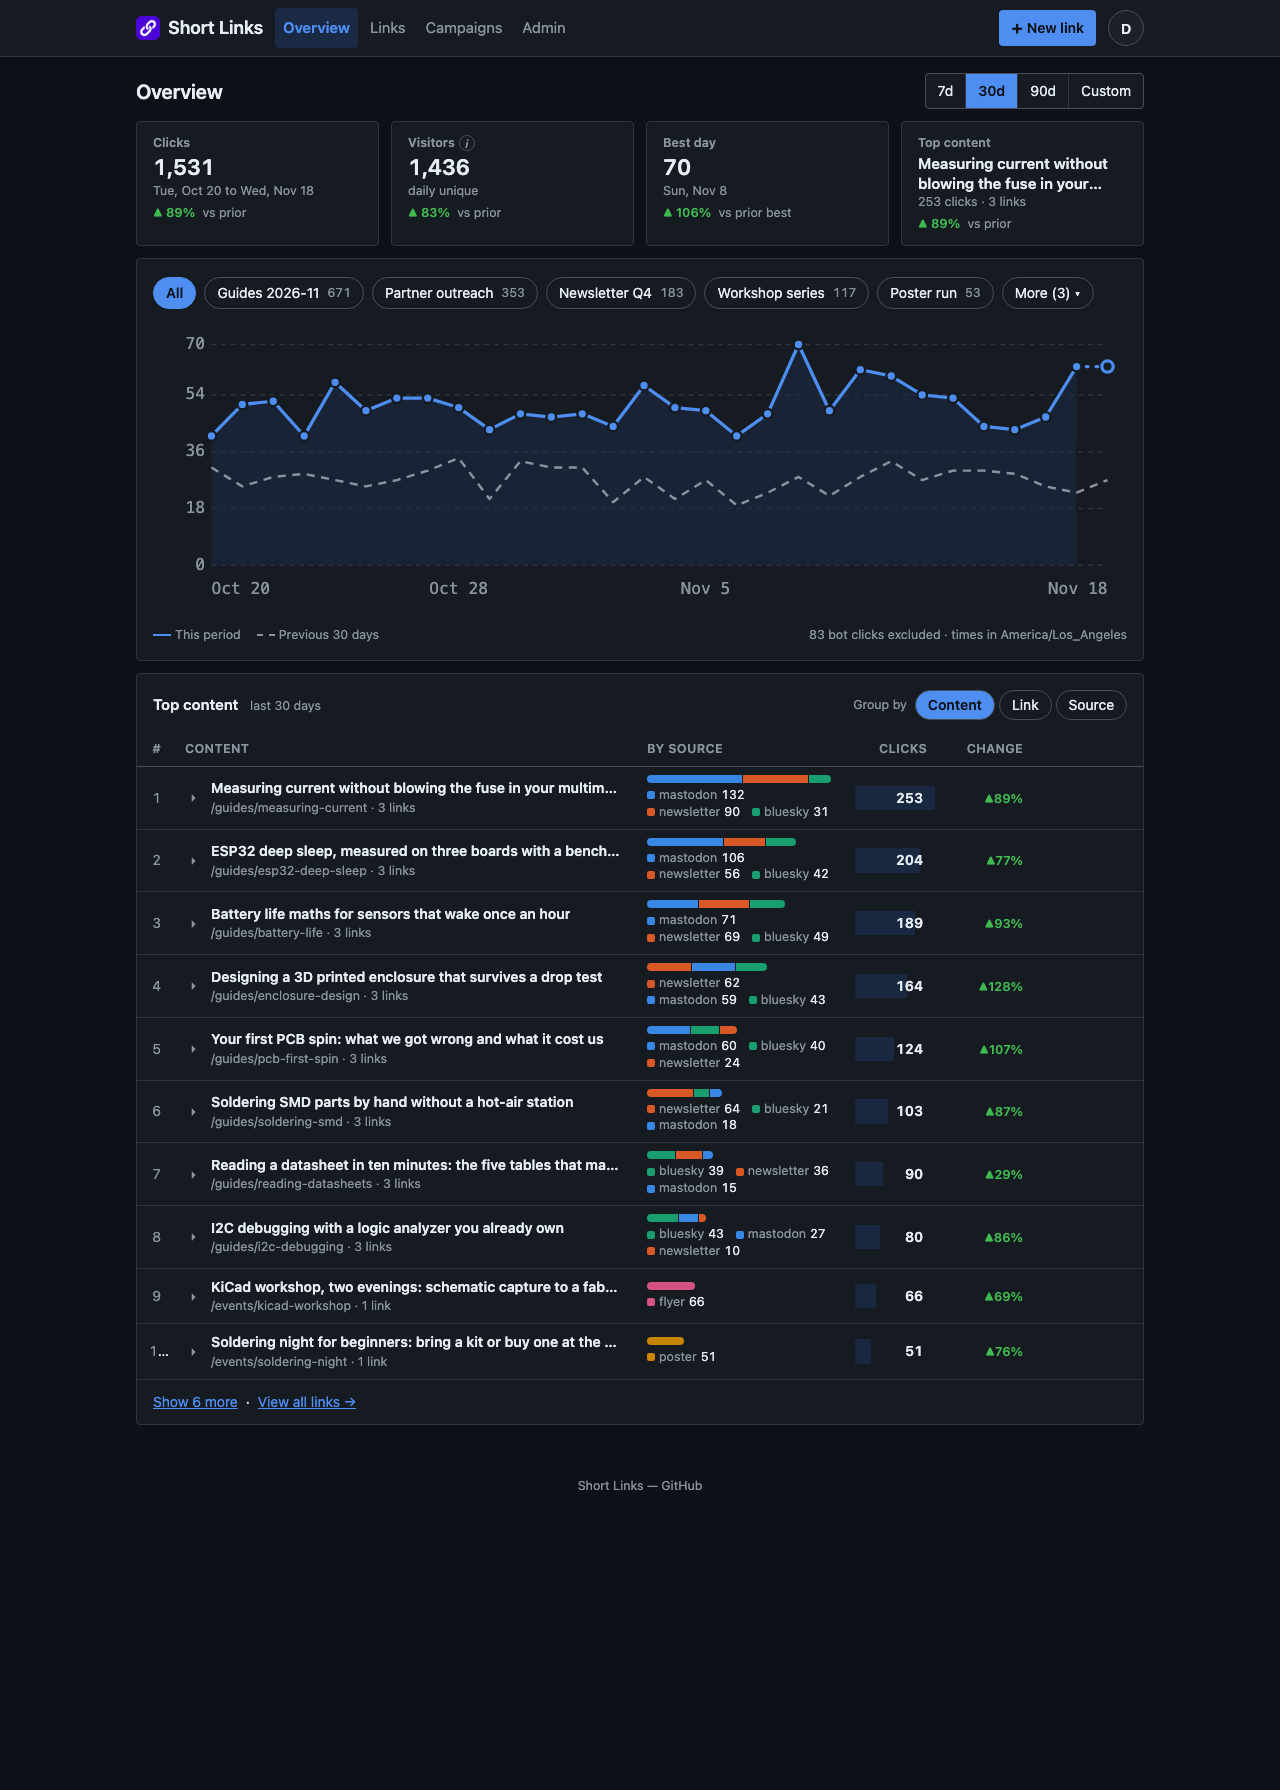 Short Links
Overview
Links
Campaigns
Admin
+ New link
D
Overview
7d
30d
90d
Custom
Clicks
1,531
Tue, Oct 20 to Wed, Nov 18
▲ 89% vs prior
Visitors i
1,436
daily unique
▲ 83% vs prior
Best day
70
Sun, Nov 8
▲ 106% vs prior best
Top content
Measuring current without
blowing the fuse in your...
253 clicks · 3 links
▲ 89% vs prior
All
Guides 2026-11 671
Partner outreach 353
Newsletter Q4 183
Workshop series 117
Poster run 53
More (3) ▾
70
54
36
18
0
Oct 20
Oct 28
Nov 5
Nov 18
This period
Previous 30 days
83 bot clicks excluded · times in America/Los_Angeles
Top content last 30 days
Group by
Content
Link
Source
# CONTENT BY SOURCE CLICKS CHANGE
1
Measuring current without blowing the fuse in your multim...
/guides/measuring-current · 3 links
mastodon 132
newsletter 90 bluesky 31
253
▲89%
2
ESP32 deep sleep, measured on three boards with a bench...
/guides/esp32-deep-sleep · 3 links
mastodon 106
newsletter 56 bluesky 42
204
▲77%
3
Battery life maths for sensors that wake once an hour
/guides/battery-life · 3 links
mastodon 71
newsletter 69 bluesky 49
189
▲93%
4
Designing a 3D printed enclosure that survives a drop test
/guides/enclosure-design · 3 links
newsletter 62
mastodon 59 bluesky 43
164
▲128%
5
Your first PCB spin: what we got wrong and what it cost us
/guides/pcb-first-spin · 3 links
mastodon 60 bluesky 40
newsletter 24
124
▲107%
6
Soldering SMD parts by hand without a hot-air station
/guides/soldering-smd · 3 links
newsletter 64 bluesky 21
mastodon 18
103
▲87%
7
Reading a datasheet in ten minutes: the five tables that ma...
/guides/reading-datasheets · 3 links
bluesky 39 newsletter 36
mastodon 15
90
▲29%
8
I2C debugging with a logic analyzer you already own
/guides/i2c-debugging · 3 links
bluesky 43 mastodon 27
newsletter 10
80
▲86%
9
KiCad workshop, two evenings: schematic capture to a fab...
/events/kicad-workshop · 1 link
flyer 66
66
▲69%
1...
Soldering night for beginners: bring a kit or buy one at the ...
/events/soldering-night · 1 link
poster 51
51
▲76%
Show 6 more · View all links →
Short Links — GitHub